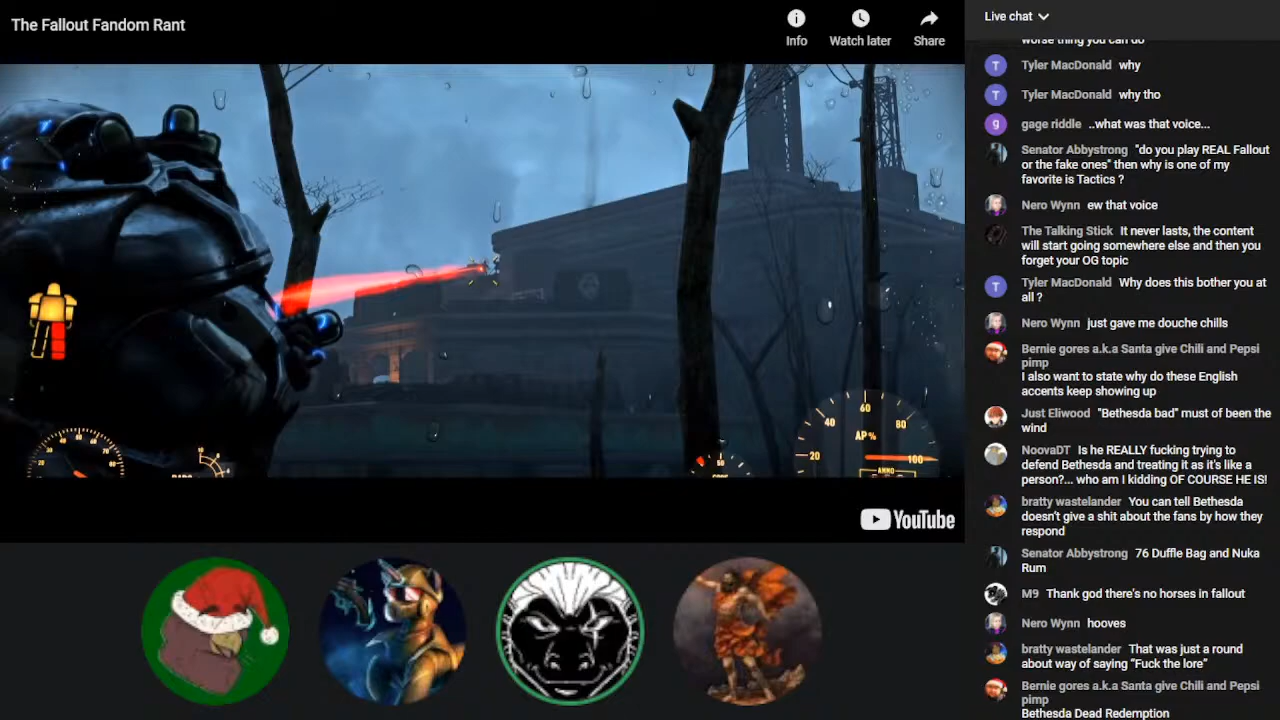 The Fallout Fandom Rant
Info
Watch later
Share
60
40
80
AP%
20
100
AMMO
YouTube
Live chat
worse thing you can do
Tyler MacDonald why
Tyler MacDonald why tho
gage riddle ..what was that voice...
Senator Abbystrong "do you play REAL Fallout
or the fake ones" then why is one of my
favorite is Tactics ?
Nero Wynn ew that voice
The Talking Stick It never lasts, the content
will start going somewhere else and then you
forget your OG topic
T
Tyler MacDonald Why does this bother you at
all ?
Nero Wynn just gave me douche chills
Bernie gores a.k.a Santa give Chili and Pepsi
pimp
I also want to state why do these English
accents keep showing up
Just Eliwood "Bethesda bad" must of been the
wind
NoovaDT Is he REALLY fucking trying to
defend Bethesda and treating it as it's like a
person?... who am I kidding OF COURSE HE IS!
bratty wastelander You can tell Bethesda
doesn't give a shit about the fans by how they
respond
Senator Abbystrong 76 Duffle Bag and Nuka
Rum
M9 Thank god there's no horses in fallout
Nero Wynn hooves
bratty wastelander That was just a round
about way of saying "Fuck the lore"
Bernie gores a.k.a Santa give Chili and Pepsi
pimp
Bethesda Dead Redemption